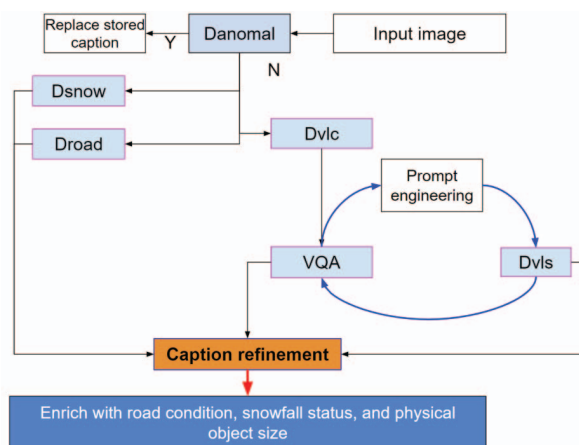 Replace stored
caption
Y
Danomal
Input image
N
Dsnow
Droad
Dvlc
Prompt
engineering
VQA
Dvls
Caption refinement
Enrich with road condition, snowfall status, and physical
object size